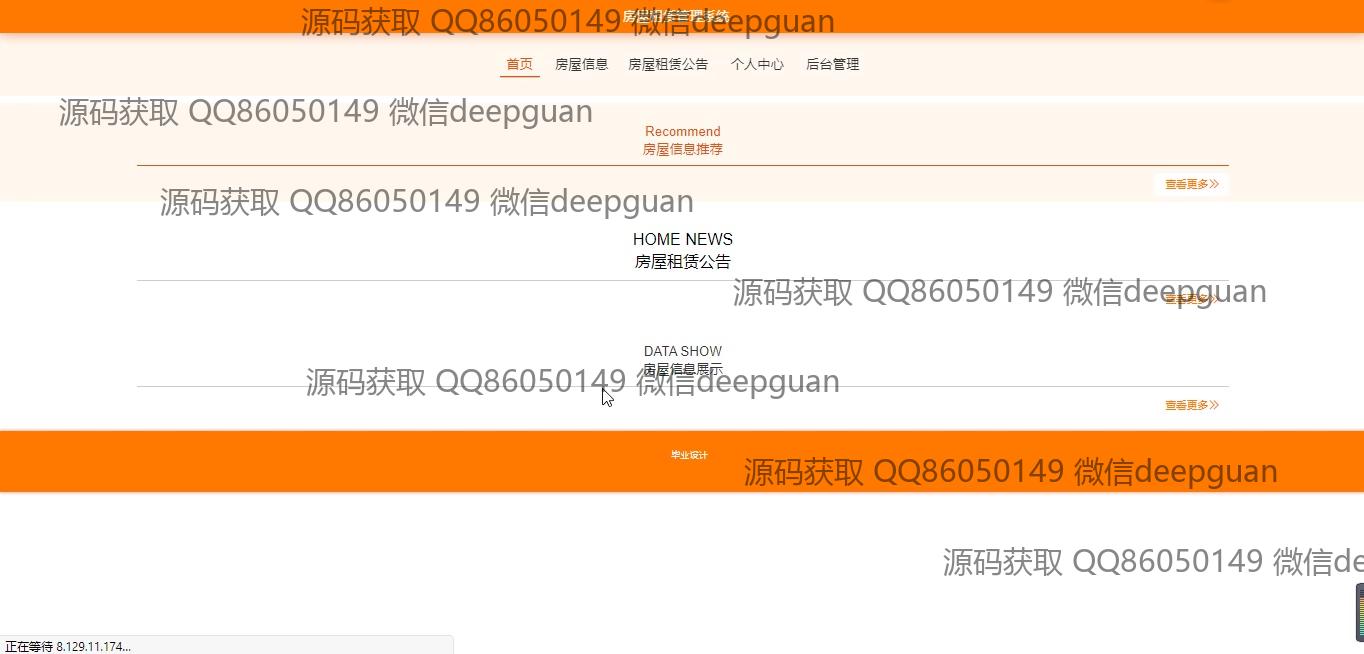 房屋租赁管理系统
源码获取 QQ86050149 微信deepguan
首页 房屋信息 房屋租赁公告 个人中心 后台管理
源码获取 QQ86050149 微信deepguan
Recommend
房屋信息推荐
查看更多
源码获取 QQ86050149 微信deepguan
HOME NEWS
房屋租赁公告
源码获取 QQ86050149 微信deepguan
查看更多
DATA SHOW
房屋信息展示
源码获取 QQ86050149 微信deepguan
查看更多
毕业设计
源码获取 QQ86050149 微信deepguan
源码获取 QQ86050149 微信de
正在等待 8.129.11.174...